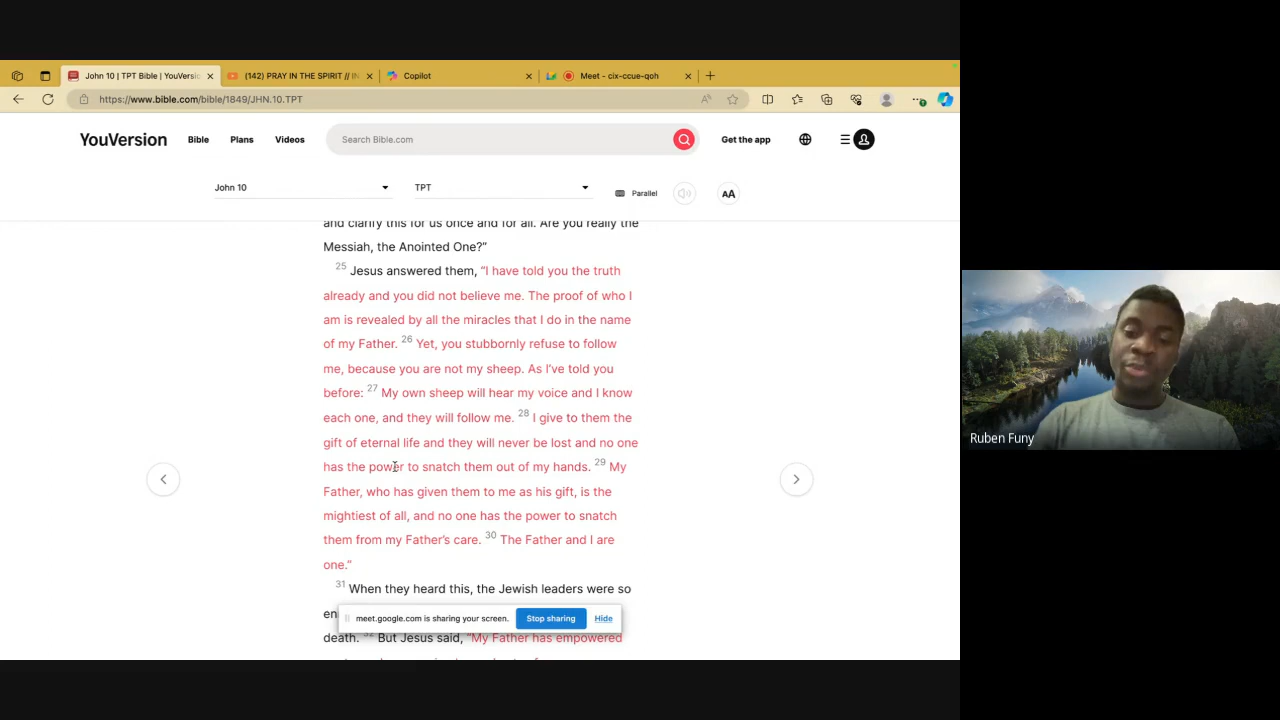 John 10 | TPT Bible | YouVersio
(142) PRAY IN THE SPIRIT // IN
Copilot
Meet - cix-ccue-qoh
https://www.bible.com/bible/1849/JHN.10.TPT
YouVersion Bible Plans Videos Search Bible.com Get the app
John 10 TPT Parallel AA
and clarify this for us once and for all. Are you really the
Messiah, the Anointed One?”
25 Jesus answered them, “I have told you the truth
already and you did not believe me. The proof of who I
am is revealed by all the miracles that I do in the name
of my Father. 26 Yet, you stubbornly refuse to follow
me, because you are not my sheep. As I’ve told you
before: 27 My own sheep will hear my voice and I know
each one, and they will follow me. 28 I give to them the
gift of eternal life and they will never be lost and no one
has the power to snatch them out of my hands. 29 My
Father, who has given them to me as his gift, is the
mightiest of all, and no one has the power to snatch
them from my Father’s care. 30 The Father and I are
one.”
31 When they heard this, the Jewish leaders were so
en
meet.google.com is sharing your screen. Stop sharing Hide
death. 32 But Jesus said, “My Father has empowered
Ruben Funy